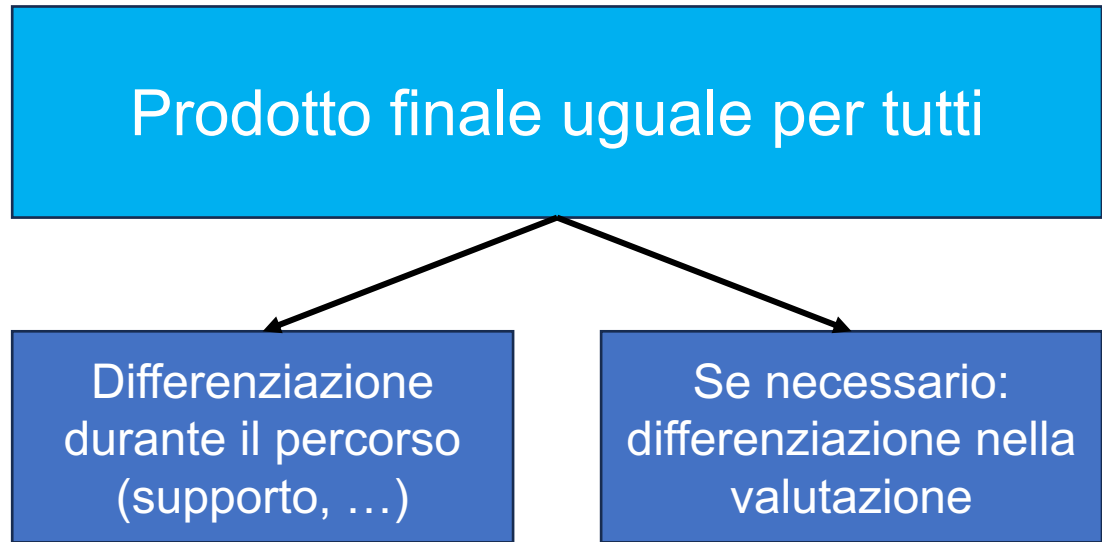 Prodotto finale uguale per tutti
Differenziazione
durante il percorso
(supporto, …)
Se necessario:
differenziazione nella
valutazione